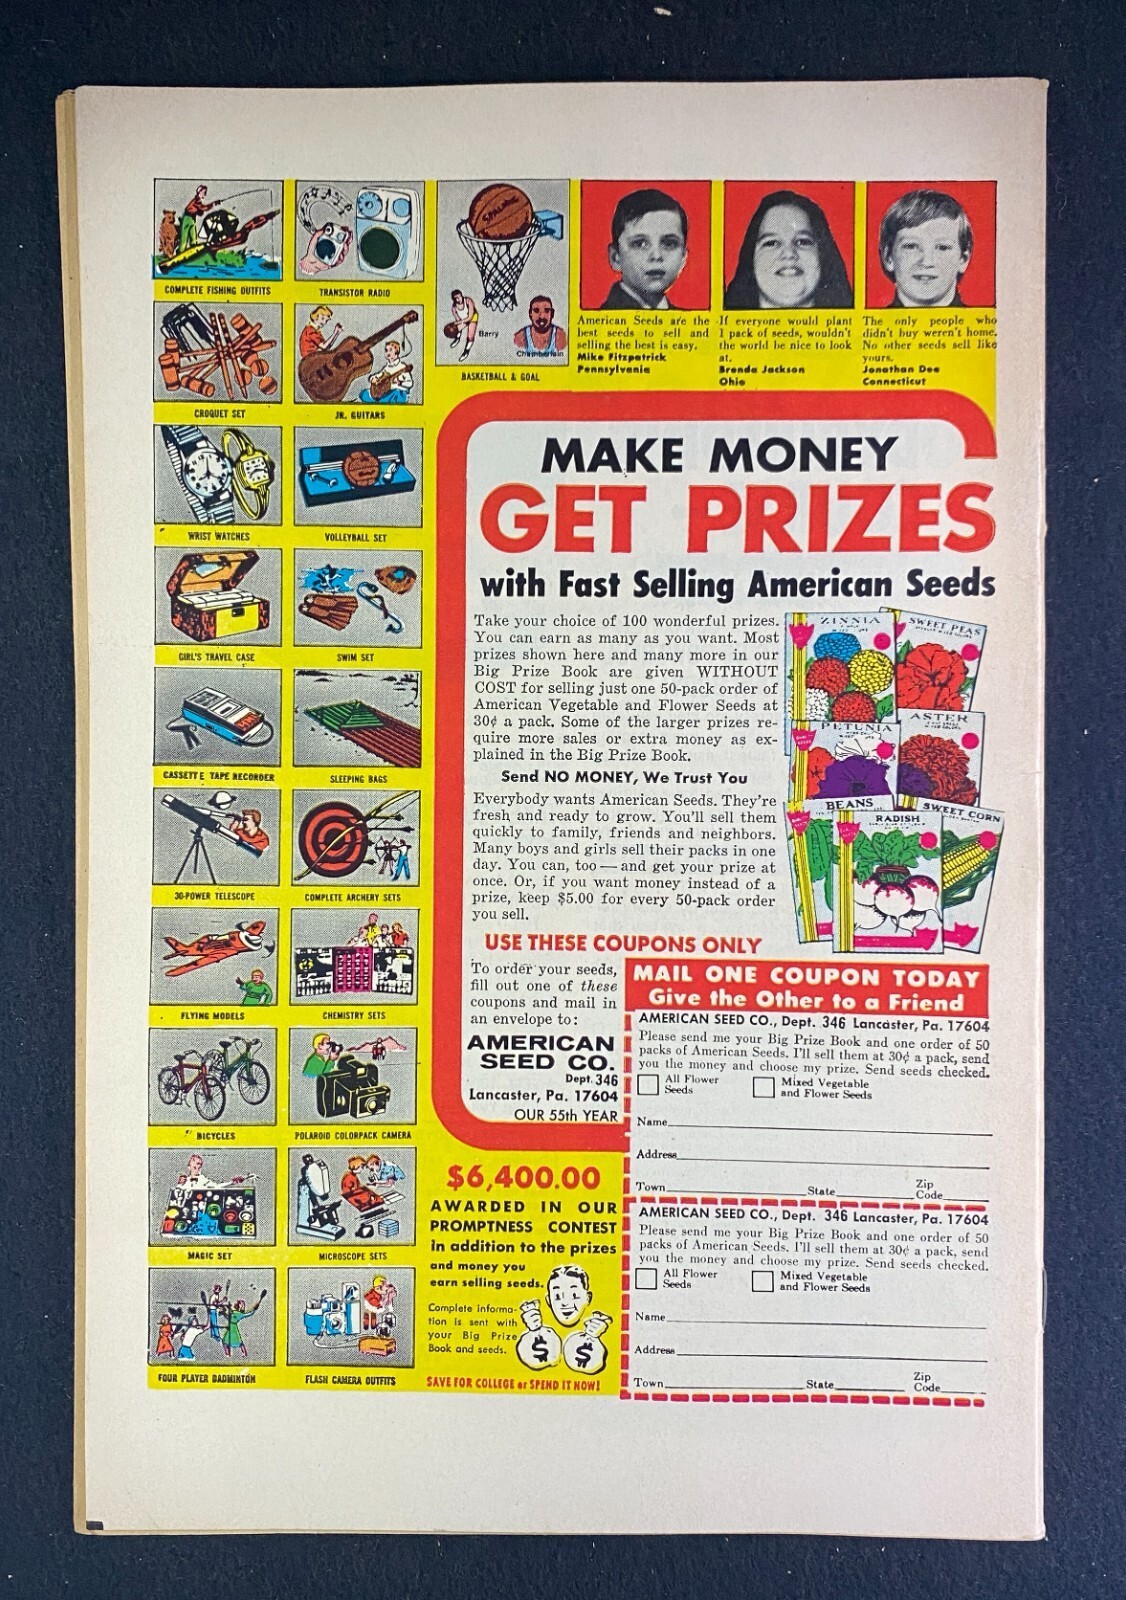 COMPLETE FISHING OUTFITS
TRANSISTOR RADIO
CROQUET SET
JR. GUITARS
WRIST WATCHES
VOLLEYBALL SET
GIRL'S TRAVEL CASE
SWIM SET
CASSETTE TAPE RECORDER
SLEEPING BAGS
30-POWER TELESCOPE
COMPLETE ARCHERY SETS
FLYING MODELS
CHEMISTRY SETS
BICYCLES
POLAROID COLORPACK CAMERA
MAGIC SET
MICROSCOPE SETS
FOUR PLAYER BADMINTON
FLASH CAMERA OUTFITS
SPALDING
Barry
Chamberlain
BASKETBALL & GOAL
American Seeds are the
best seeds to sell and
selling the best is easy.
Mike Fitzpatrick
Pennsylvania
If everyone would plant
1 pack of seeds, wouldn't
the world be nice to look
at.
Brenda Jackson
Ohio
The only people who
didn't buy weren't home.
No other seeds sell like
yours.
Jonathan Dee
Connecticut
MAKE MONEY
GET PRIZES
with Fast Selling American Seeds
Take your choice of 100 wonderful prizes.
You can earn as many as you want. Most
prizes shown here and many more in our
Big Prize Book are given WITHOUT
COST for selling just one 50-pack order of
American Vegetable and Flower Seeds at
30¢ a pack. Some of the larger prizes re-
quire more sales or extra money as ex-
plained in the Big Prize Book.
Send NO MONEY, We Trust You
Everybody wants American Seeds. They're
fresh and ready to grow. You'll sell them
quickly to family, friends and neighbors.
Many boys and girls sell their packs in one
day. You can, too — and get your prize at
once. Or, if you want money instead of a
prize, keep $5.00 for every 50-pack order
you sell.
ZINNIA
SWEET PEAS
PETUNIA
ASTER
BEANS
RADISH
SWEET CORN
USE THESE COUPONS ONLY
To order your seeds,
fill out one of these
coupons and mail in
an envelope to:
AMERICAN
SEED CO.
Dept. 346
Lancaster, Pa. 17604
OUR 55th YEAR
MAIL ONE COUPON TODAY
Give the Other to a Friend
AMERICAN SEED CO., Dept. 346 Lancaster, Pa. 17604
Please send me your Big Prize Book and one order of 50
packs of American Seeds. I'll sell them at 30¢ a pack, send
you the money and choose my prize. Send seeds checked.
All Flower Seeds
Mixed Vegetable and Flower Seeds
Name
Address
Town State Zip Code
AMERICAN SEED CO., Dept. 346 Lancaster, Pa. 17604
Please send me your Big Prize Book and one order of 50
packs of American Seeds. I'll sell them at 30¢ a pack, send
you the money and choose my prize. Send seeds checked.
All Flower Seeds
Mixed Vegetable and Flower Seeds
Name
Address
Town State Zip Code
$6,400.00
AWARDED IN OUR
PROMPTNESS CONTEST
in addition to the prizes
and money you
earn selling seeds.
Complete informa-
tion is sent with
your Big Prize
Book and seeds.
$ $
SAVE FOR COLLEGE or SPEND IT NOW!